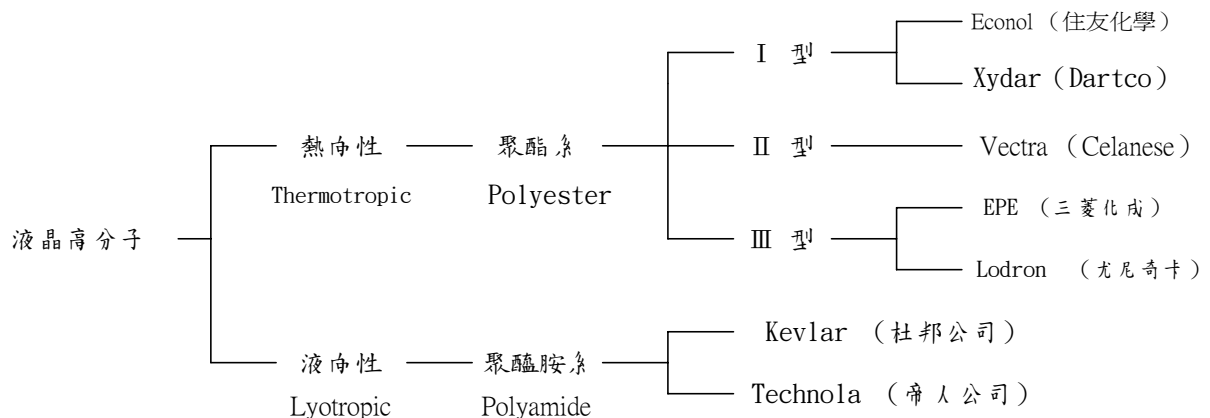 Econol（住友化學）
Ⅰ 型
Xydar（Dartco）
熱向性
聚酯系
Ⅱ 型
Vectra（Celanese）
Thermotropic
Polyester
EPE（三菱化成）
液晶高分子
Ⅲ 型
Lodron （尤尼奇卡）
Kevlar （杜邦公司）
液向性
聚醯胺系
Technola（帝人公司）
Lyotropic
Polyamide